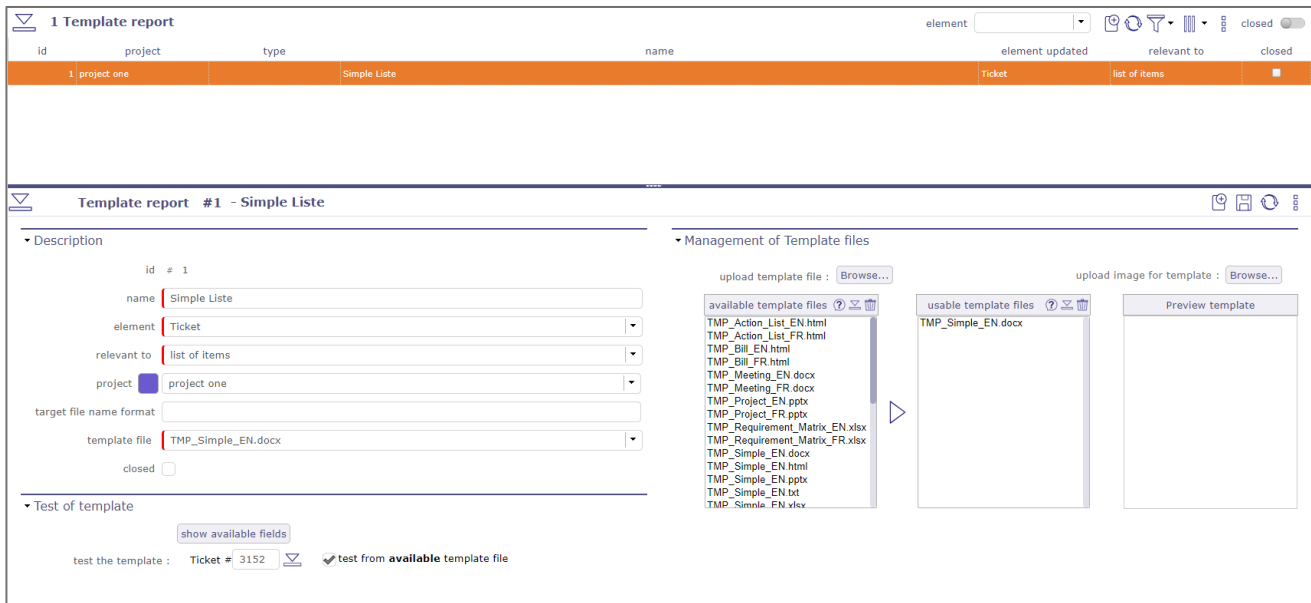 1 Template report
element
closed
id project type name element updated relevant to closed
1 project one Simple Liste Ticket list of items
Template report #1 - Simple Liste
Description
id # 1
name Simple Liste
element Ticket
relevant to list of items
project project one
target file name format
template file TMP_Simple_EN.docx
closed
Test of template
show available fields
test the template : Ticket # 3152 test from available template file
Management of Template files
upload template file : Browse...
upload image for template : Browse...
available template files
TMP_Action_List_EN.html
TMP_Action_List_FR.html
TMP_Bill_EN.html
TMP_Bill_FR.html
TMP_Meeting_EN.docx
TMP_Meeting_FR.docx
TMP_Project_EN.pptx
TMP_Project_FR.pptx
TMP_Requirement_Matrix_EN.xlsx
TMP_Requirement_Matrix_FR.xlsx
TMP_Simple_EN.docx
TMP_Simple_EN.html
TMP_Simple_EN.pptx
TMP_Simple_EN.txt
TMP_Simple_EN.xlsx
usable template files
TMP_Simple_EN.docx
Preview template